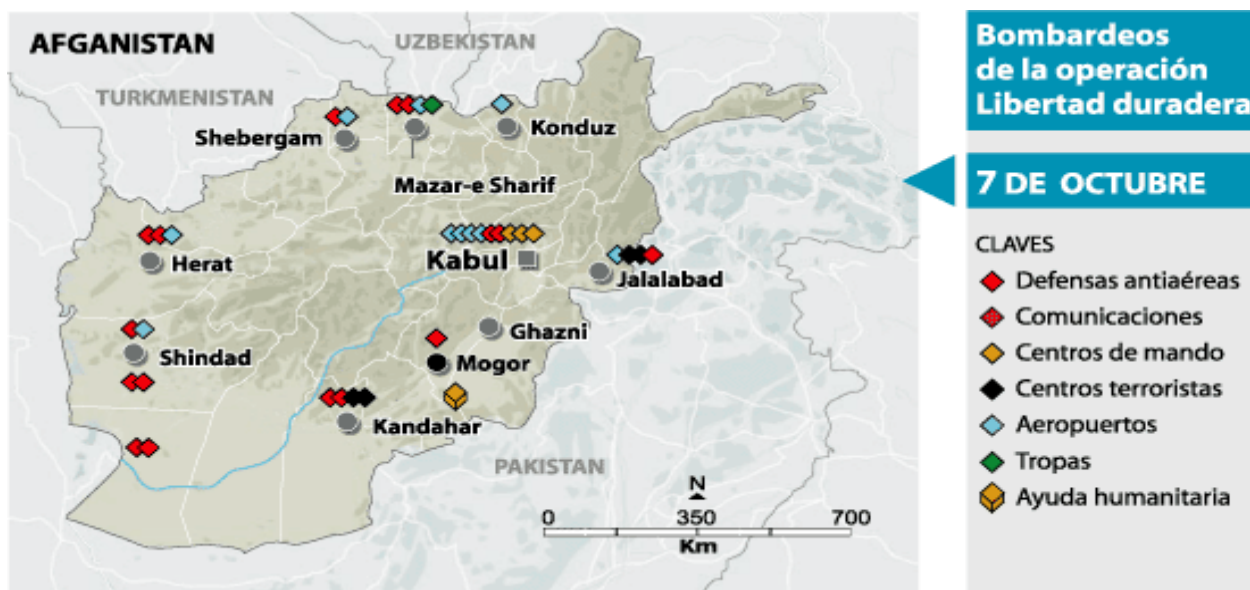 AFGANISTAN
UZBEKISTAN
TURKMENISTAN
Shebergam
Konduz
Mazar-e Sharif
Herat
Kabul
Jalalabad
Ghazni
Shindad
Mogor
Kandahar
PAKISTAN
N
0 350 700
Km
Bombardeos
de la operación
Libertad duradera
7 DE OCTUBRE
CLAVES
Defensas antiaéreas
Comunicaciones
Centros de mando
Centros terroristas
Aeropuertos
Tropas
Ayuda humanitaria